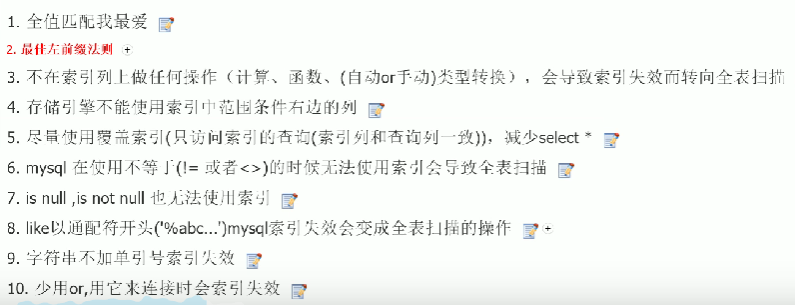 1. 全值匹配我最爱
2. 最佳左前缀法则
3. 不在索引列上做任何操作（计算、函数、(自动or手动)类型转换），会导致索引失效而转向全表扫描
4. 存储引擎不能使用索引中范围条件右边的列
5. 尽量使用覆盖索引(只访问索引的查询(索引列和查询列一致))，减少select *
6. mysql 在使用不等于(!= 或者<>)的时候无法使用索引会导致全表扫描
7. is null ,is not null 也无法使用索引
8. like以通配符开头('%abc...')mysql索引失效会变成全表扫描的操作
9. 字符串不加单引号索引失效
10. 少用or,用它来连接时会索引失效